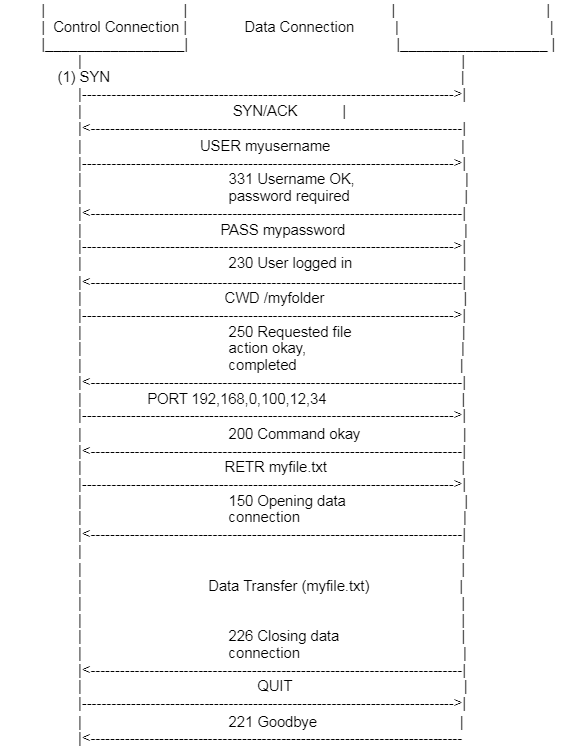 Control Connection
Data Connection
(1) SYN
SYN/ACK
USER myusername
331 Username OK,
password required
PASS mypassword
230 User logged in
CWD /myfolder
250 Requested file
action okay,
completed
PORT 192,168,0,100,12,34
200 Command okay
RETR myfile.txt
150 Opening data
connection
Data Transfer (myfile.txt)
226 Closing data
connection
QUIT
221 Goodbye